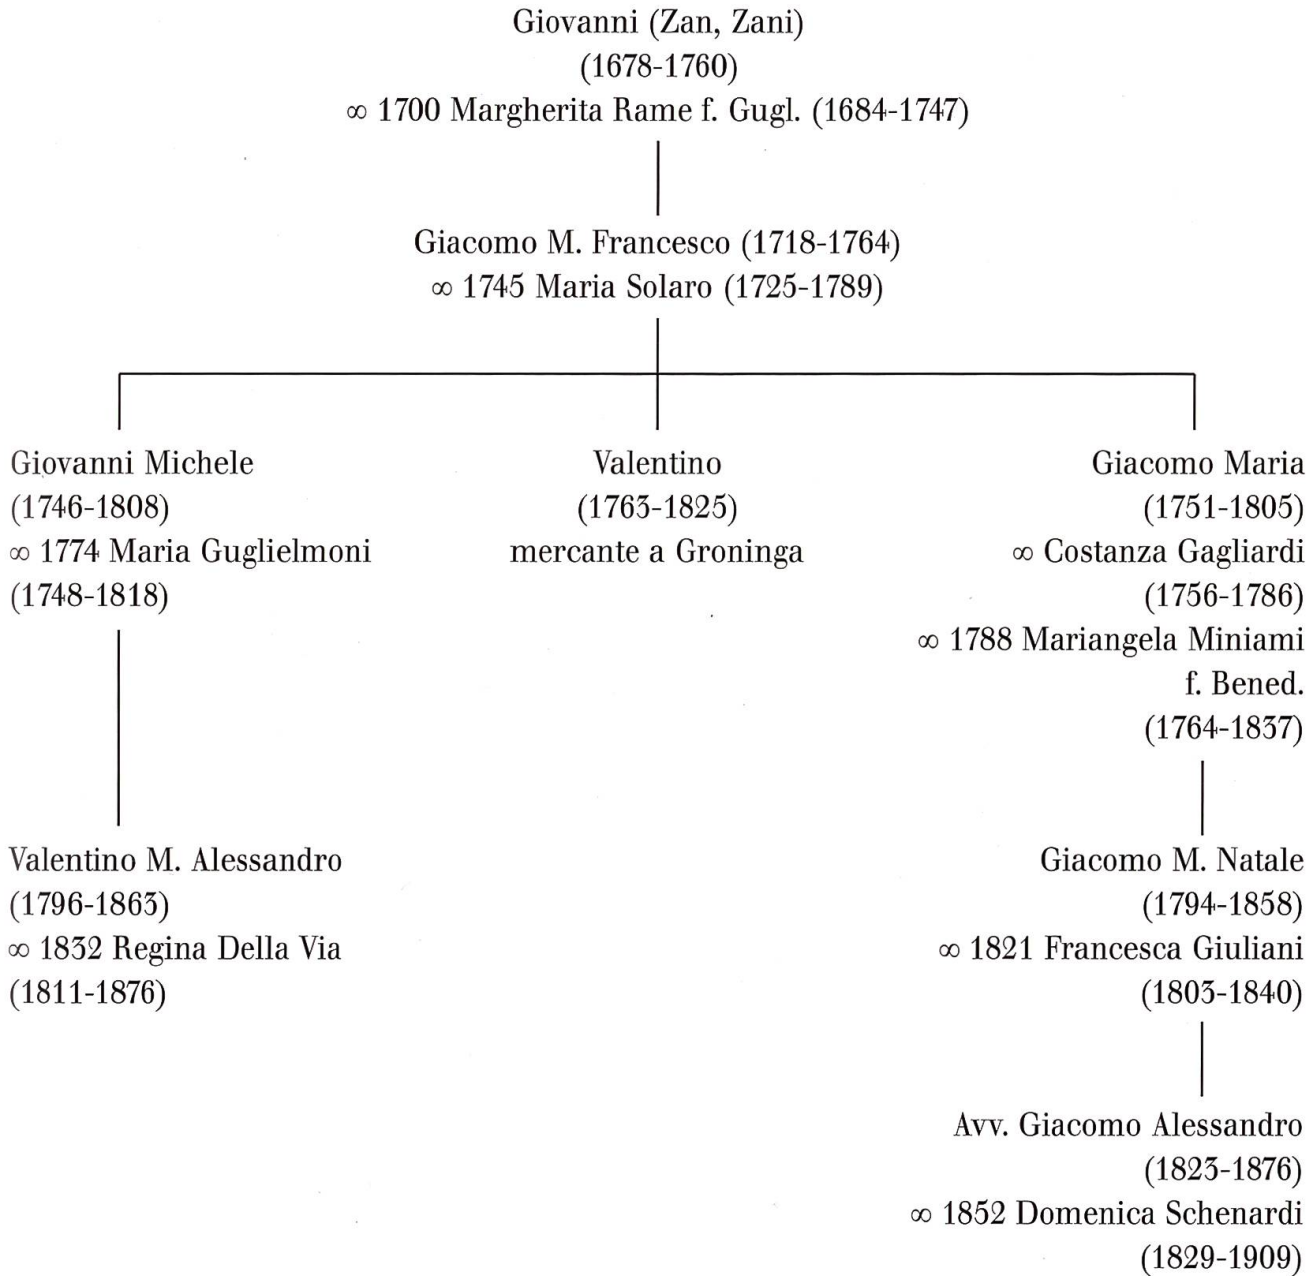 Giovanni (Zan, Zani)
(1678-1760)
∞ 1700 Margherita Rame f. Gugl. (1684-1747)
Giacomo M. Francesco (1718-1764)
∞ 1745 Maria Solaro (1725-1789)
Giovanni Michele
(1746-1808)
∞ 1774 Maria Guglielmoni
(1748-1818)
Valentino
(1763-1825)
mercante a Groninga
Giacomo Maria
(1751-1805)
∞ Costanza Gagliardi
(1756-1786)
∞ 1788 Mariangela Miniami
f. Bened.
(1764-1837)
Valentino M. Alessandro
(1796-1863)
∞ 1832 Regina Della Via
(1811-1876)
Giacomo M. Natale
(1794-1858)
∞ 1821 Francesca Giuliani
(1803-1840)
Avv. Giacomo Alessandro
(1823-1876)
∞ 1852 Domenica Schenardi
(1829-1909)